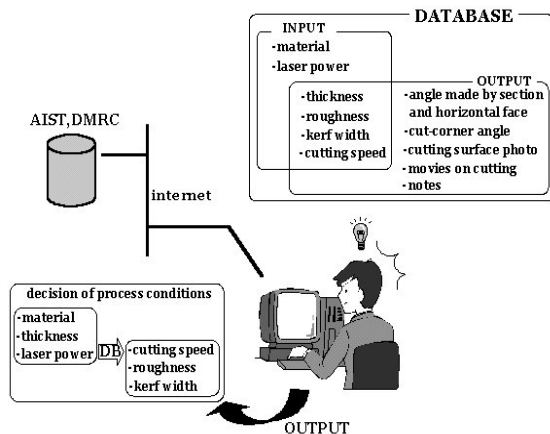 DATABASE
INPUT
-material
-laser power
OUTPUT
-thickness
-roughness
-kerf width
-cutting speed
-angle made by section
and horizontal face
-cut-corner angle
-cutting surface photo
-movies on cutting
-notes
AIST,DMRC
internet
decision of process conditions
-material
-thickness
-laser power
DB
-cutting speed
-roughness
-kerf width
OUTPUT